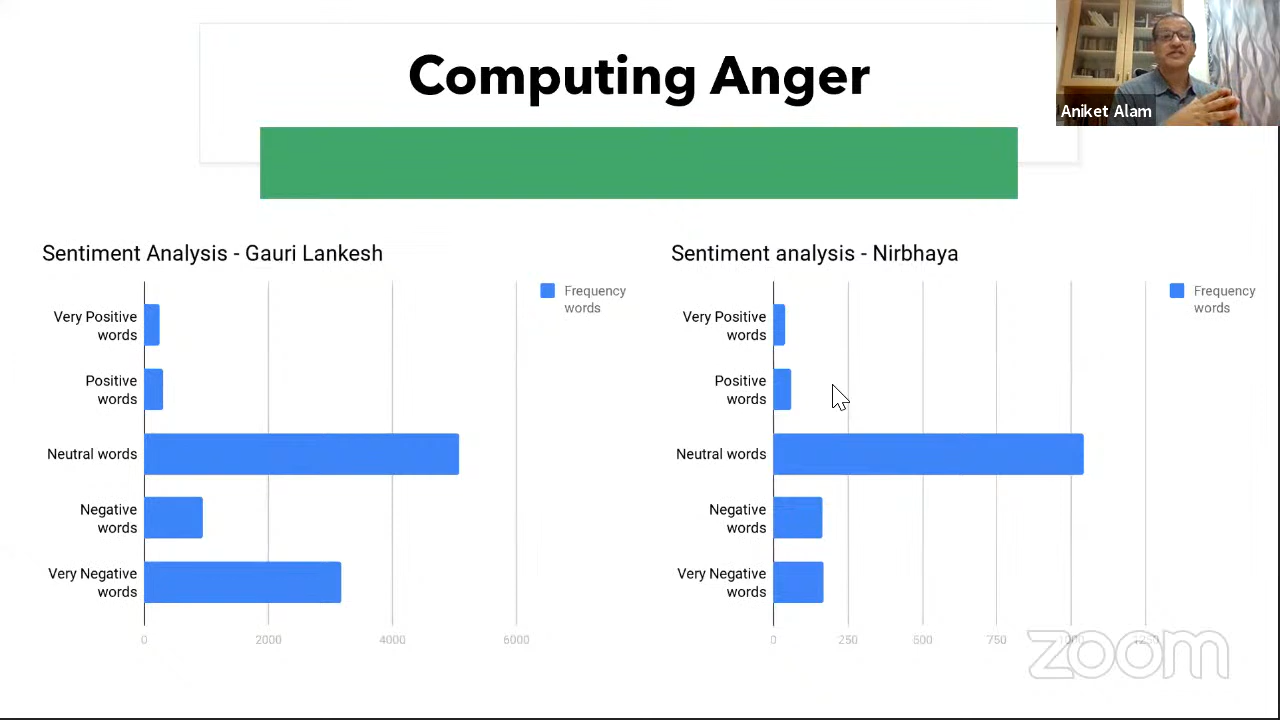 Computing Anger
Aniket Alam
Sentiment Analysis - Gauri Lankesh
Frequency
words
Very Positive
words
Positive
words
Neutral words
Negative
words
Very Negative
words
0 2000 4000 6000
Sentiment analysis - Nirbhaya
Frequency
words
Very Positive
words
Positive
words
Neutral words
Negative
words
Very Negative
words
0 250 500 750 1000 1250
zoom